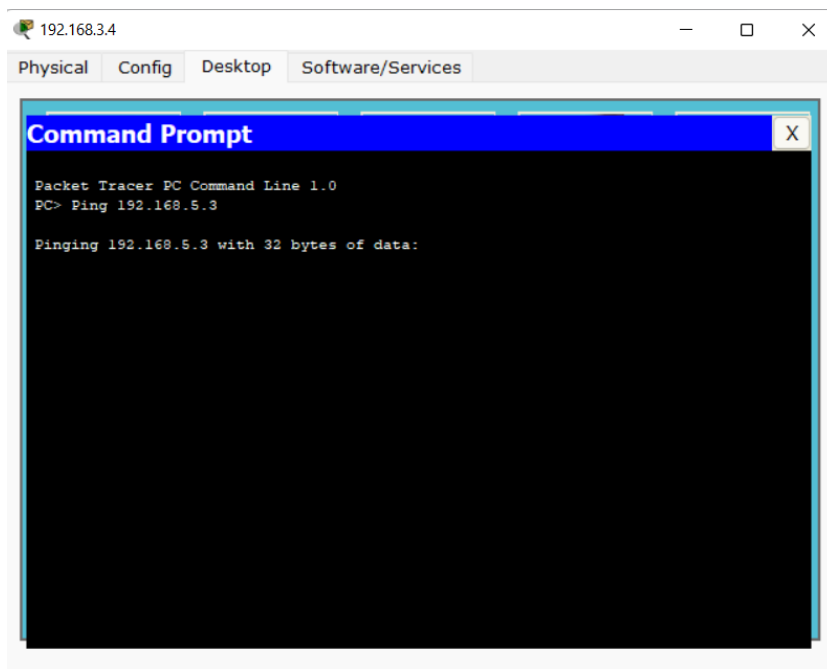 192.168.3.4
Physical Config Desktop Software/Services
Command Prompt X
Packet Tracer PC Command Line 1.0
PC> Ping 192.168.5.3
Pinging 192.168.5.3 with 32 bytes of data: